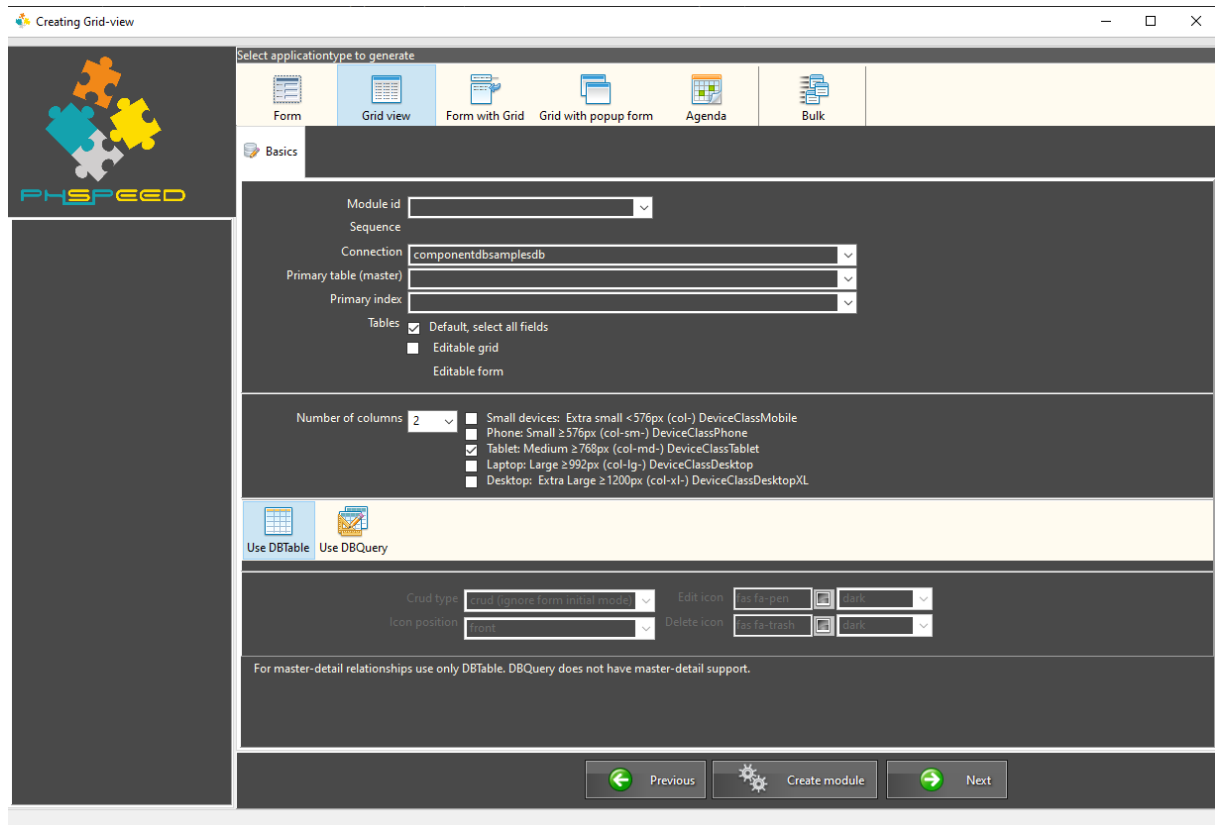 Creating Grid-view
Select applicationtype to generate
Form Grid view Form with Grid Grid with popup form Agenda Bulk
Basics
PHSPEED
Module id
Sequence
Connection componentdbsamplesdb
Primary table (master)
Primary index
Tables Default, select all fields
Editable grid
Editable form
Number of columns 2 Small devices: Extra small <576px (col-) DeviceClassMobile
Phone: Small ≥576px (col-sm-) DeviceClassPhone
Tablet: Medium ≥768px (col-md-) DeviceClassTablet
Laptop: Large ≥992px (col-lg-) DeviceClassDesktop
Desktop: Extra Large ≥1200px (col-xl-) DeviceClassDesktopXL
Use DBTable Use DBQuery
Crud type crud (ignore form initial mode) Edit icon fas fa-pen dark
Icon position front Delete icon fas fa-trash dark
For master-detail relationships use only DBTable. DBQuery does not have master-detail support.
Previous Create module Next